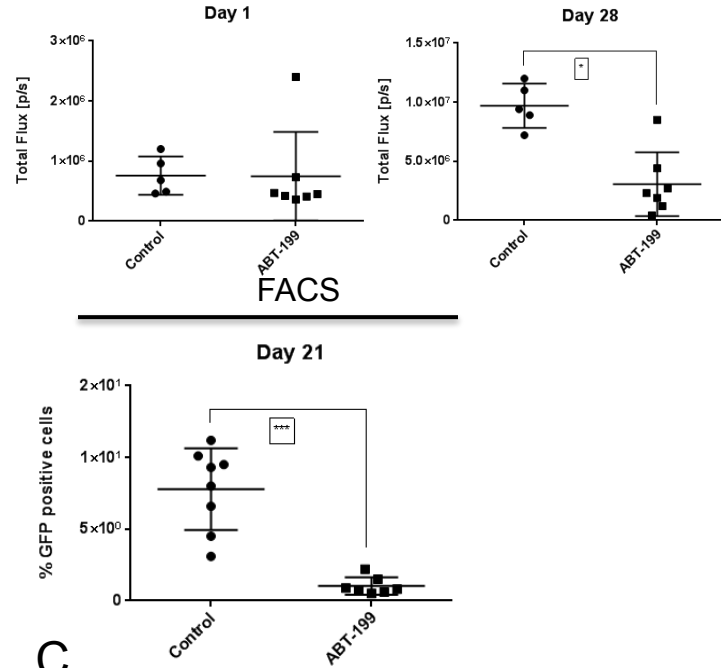 Day 1
Total Flux [p/s]
3×10⁶
2×10⁶
1×10⁶
0
Control
ABT-199
Day 28
Total Flux [p/s]
1.5×10⁷
1.0×10⁷
5.0×10⁶
0
*
Control
ABT-199
FACS
Day 21
% GFP positive cells
2×10¹
1×10¹
5×10⁰
0
***
Control
ABT-199
C